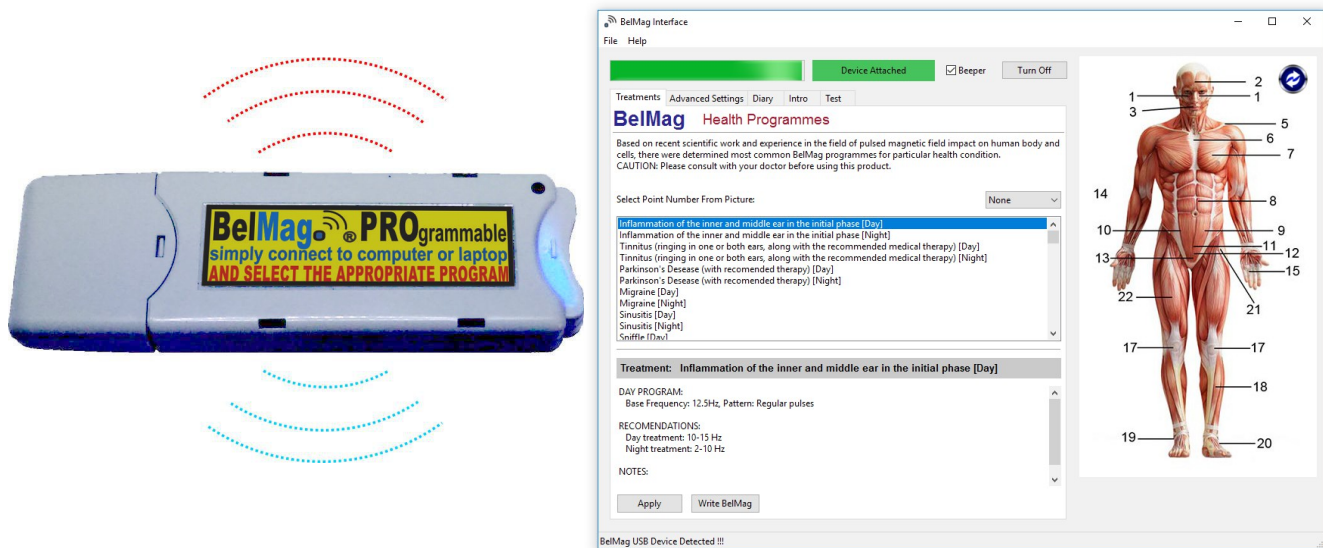 BelMag ® PROgrammable
simply connect to computer or laptop
AND SELECT THE APPROPRIATE PROGRAM
BelMag Interface
File Help
Device Attached
Beeper
Turn Off
Treatments Advanced Settings Diary Intro Test
BelMag Health Programmes
Based on recent scientific work and experience in the field of pulsed magnetic field impact on human body and
cells, there were determined most common BelMag programmes for particular health condition.
CAUTION: Please consult with your doctor before using this product.
Select Point Number From Picture:
None
Inflammation of the inner and middle ear in the initial phase [Day]
Inflammation of the inner and middle ear in the initial phase [Night]
Tinnitus (ringing in one or both ears, along with the recommended medical therapy) [Day]
Tinnitus (ringing in one or both ears, along with the recommended medical therapy) [Night]
Parkinson's Desease (with recomended therapy) [Day]
Parkinson's Desease (with recomended therapy) [Night]
Migraine [Day]
Migraine [Night]
Sinusitis [Day]
Sinusitis [Night]
Sniffle [Day]
Treatment: Inflammation of the inner and middle ear in the initial phase [Day]
DAY PROGRAM:
Base Frequency: 12.5Hz, Pattern: Regular pulses
RECOMENDATIONS:
Day treatment: 10-15 Hz
Night treatment: 2-10 Hz
NOTES:
Apply
Write BelMag
BelMag USB Device Detected !!!
2
1 1
3
5
6
7
14
8
10 9
11
12
13
15
22
21
17 17
18
19 20